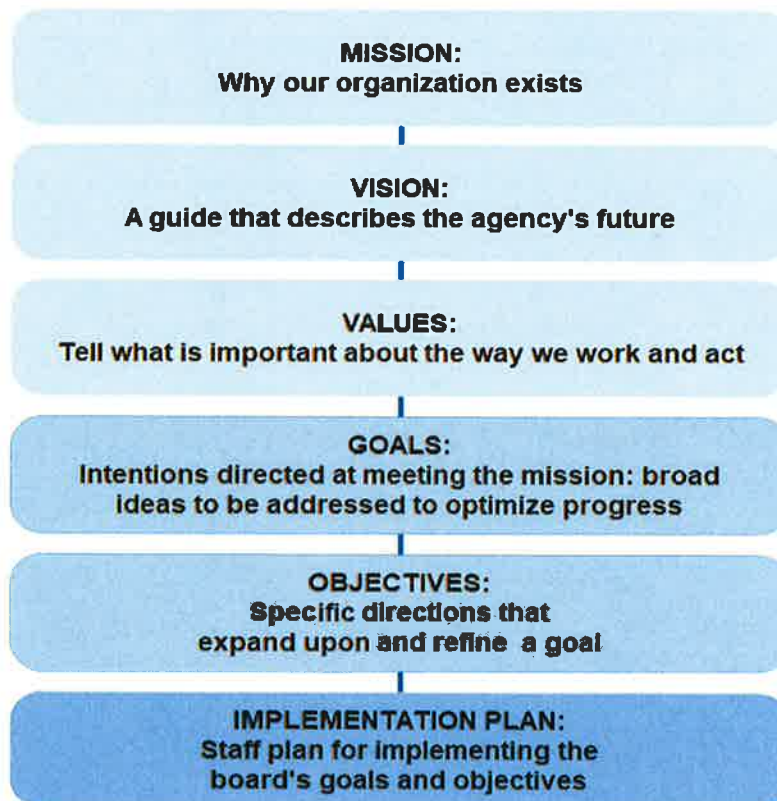 MISSION:
Why our organization exists
VISION:
A guide that describes the agency's future
VALUES:
Tell what is important about the way we work and act
GOALS:
Intentions directed at meeting the mission: broad
ideas to be addressed to optimize progress
OBJECTIVES:
Specific directions that
expand upon and refine a goal
IMPLEMENTATION PLAN:
Staff plan for implementing the
board's goals and objectives